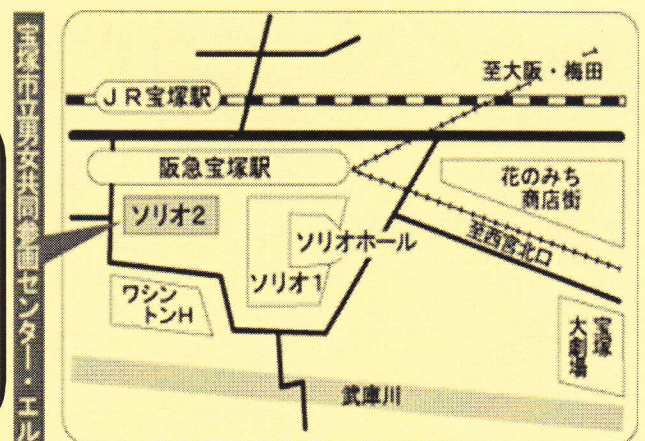 宝塚市立男女共同参画センター・エル
至大阪・梅田
JR宝塚駅
阪急宝塚駅
花のみち
商店街
ソリオ2
ソリオホール
至西宮北口
ソリオ1
ワシン
トンH
宝塚
大劇場
武庫川